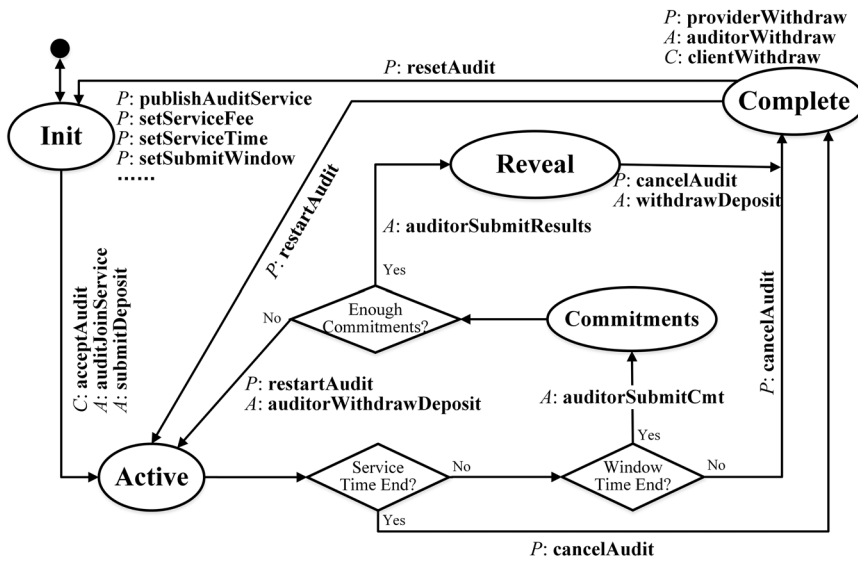 P: providerWithdraw
A: auditorWithdraw
C: clientWithdraw
P: resetAudit
Complete
Init
P: publishAuditService
P: setServiceFee
P: setServiceTime
P: setSubmitWindow
......
Reveal
P: cancelAudit
A: withdrawDeposit
P: restartAudit
A: auditorSubmitResults
Yes
Enough
Commitments?
No
Commitments
P: cancelAudit
C: acceptAudit
A: auditJoinService
A: submitDeposit
P: restartAudit
A: auditorWithdrawDeposit
A: auditorSubmitCmt
Yes
Active
Service
Time End?
No
Window
Time End?
No
Yes
P: cancelAudit